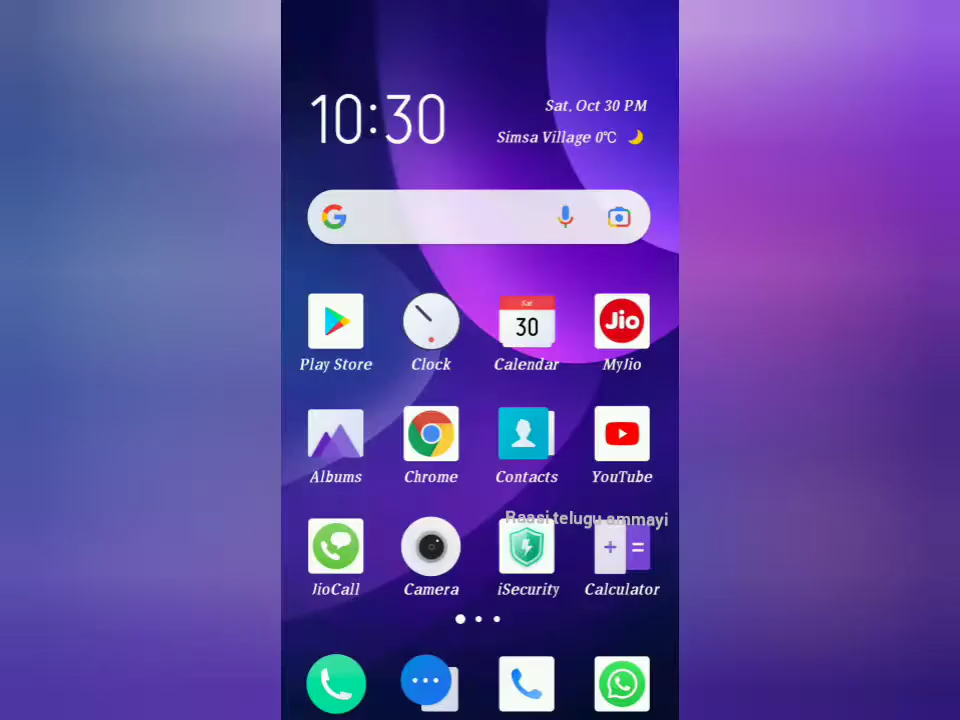 10:30
Sat, Oct 30 PM
Simsa Village 0℃
Play Store
Clock
Sat
30
Calendar
Jio
MyJio
Albums
Chrome
Contacts
YouTube
Raasi telugu ammayi
JioCall
Camera
iSecurity
Calculator